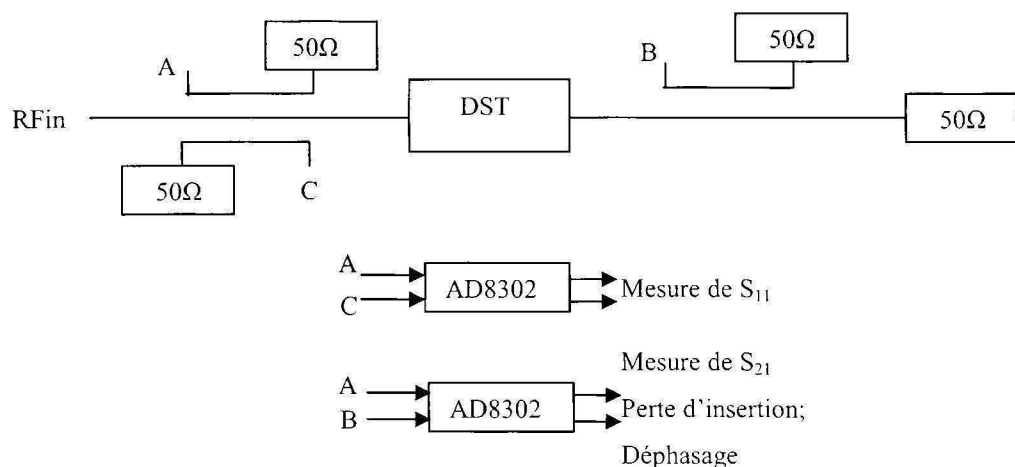 50Ω
50Ω
A
B
DST
RFin
50Ω
50Ω
C
A
AD8302
Mesure de S₁₁
C
Mesure de S₂₁
A
AD8302
Perte d'insertion;
B
Déphasage